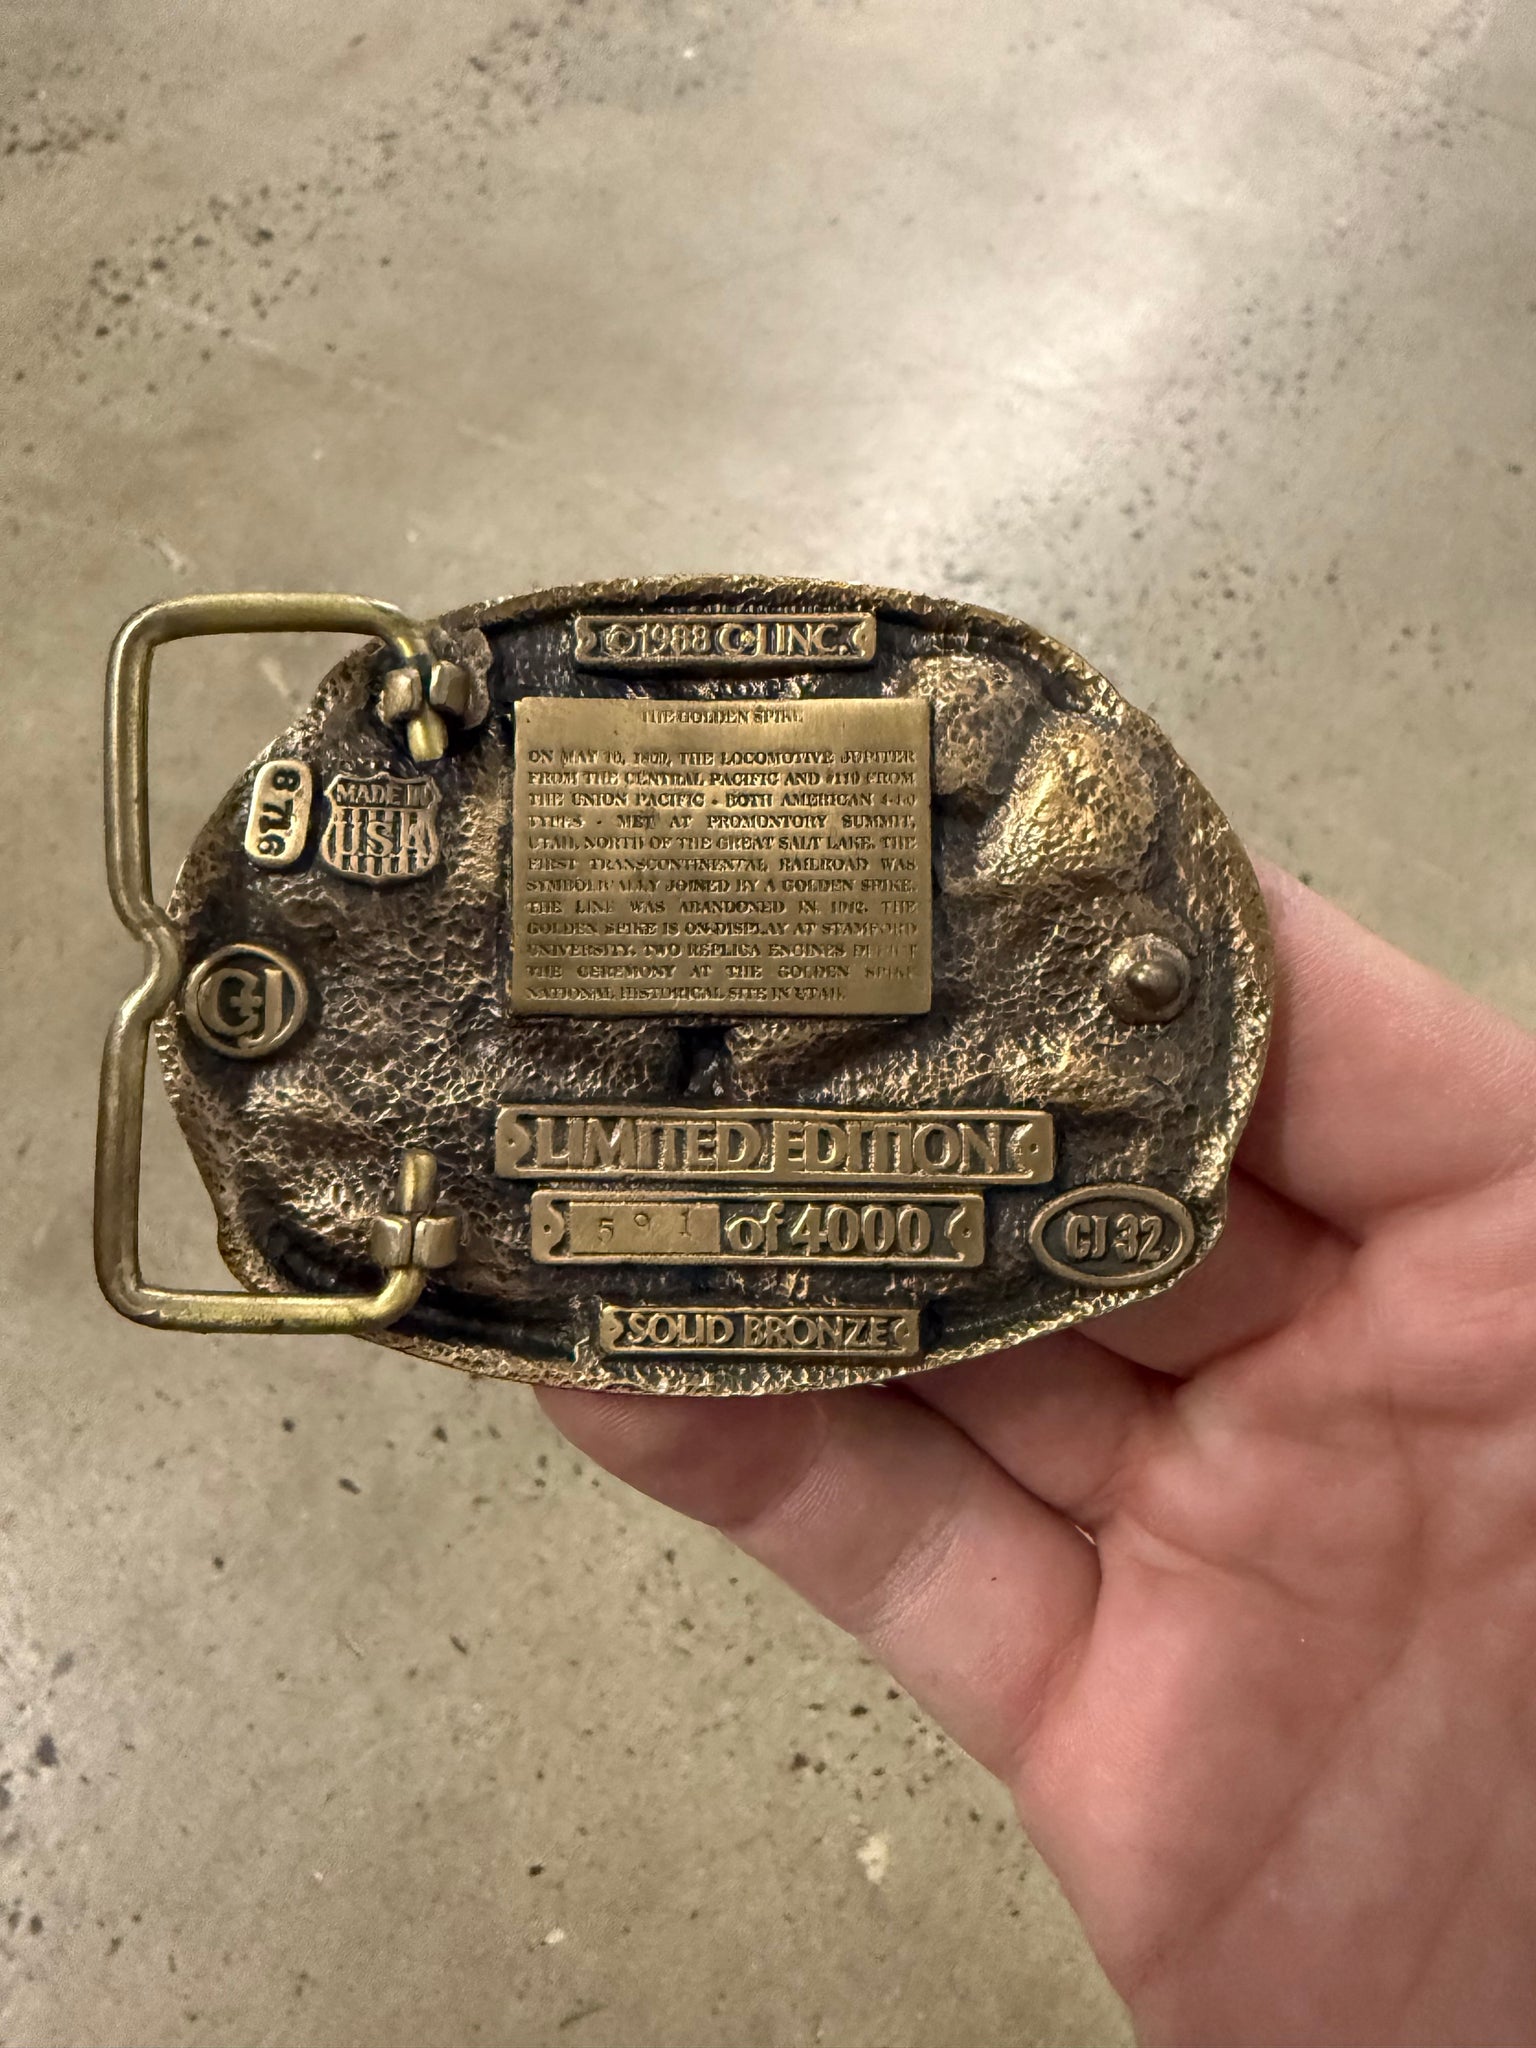 ©1988 C+J INC.
8716
MADE IN
USA
THE GOLDEN SPIKE
ON MAY 10, 1869, THE LOCOMOTIVE JUPITER
FROM THE CENTRAL PACIFIC AND #119 FROM
THE UNION PACIFIC - BOTH AMERICAN 4-4-0
TYPES - MET AT PROMONTORY SUMMIT,
UTAH, NORTH OF THE GREAT SALT LAKE. THE
FIRST TRANSCONTINENTAL RAILROAD WAS
SYMBOLICALLY JOINED BY A GOLDEN SPIKE.
THE LINE WAS ABANDONED IN 1942. THE
GOLDEN SPIKE IS ON DISPLAY AT STAMFORD
UNIVERSITY. TWO REPLICA ENGINES DEPICT
THE CEREMONY AT THE GOLDEN SPIKE
NATIONAL HISTORICAL SITE IN UTAH.
C+J
LIMITED EDITION
591 of 4000
CJ 32
SOLID BRONZE